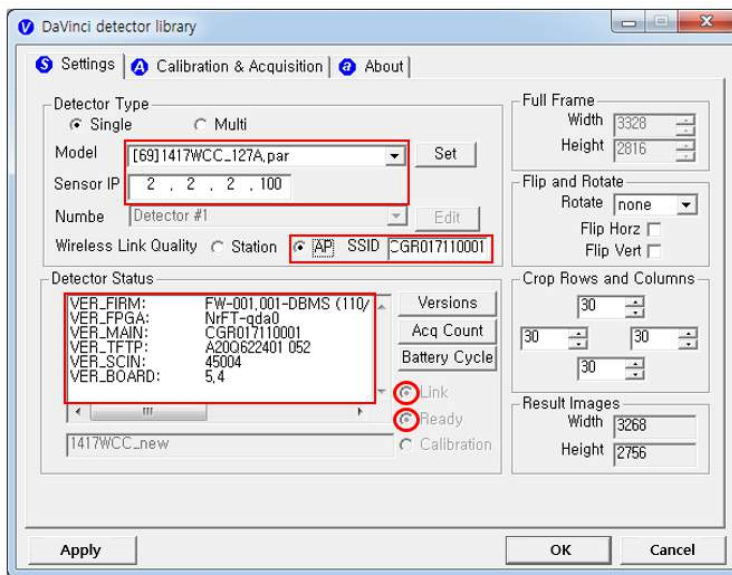 DaVinci detector library
Settings
Calibration & Acquisition
About
Detector Type
Single Multi
Model [69]1417WCC_127A.par Set
Sensor IP 2 . 2 . 2 . 100
Numbe Detector #1 Edit
Wireless Link Quality Station AP SSID CGR017110001
Detector Status
VER_FIRM: FW-001.001-DBMS (110/
VER_FPGA: NrFT-qda0
VER_MAIN: CGR017110001
VER_TFTP: A20Q622401 052
VER_SCIN: 45004
VER_BOARD: 5.4
Versions
Acq Count
Battery Cycle
Link
Ready
1417WCC_new
Calibration
Full Frame
Width 3328
Height 2816
Flip and Rotate
Rotate none
Flip Horz
Flip Vert
Crop Rows and Columns
30
30 30
30
Result Images
Width 3268
Height 2756
Apply OK Cancel